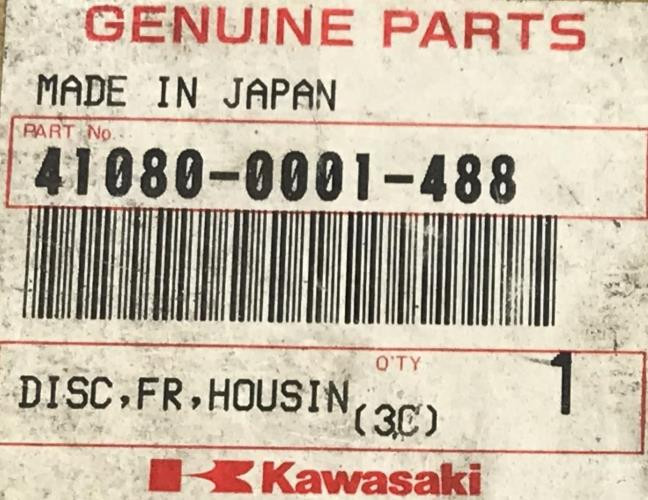 GENUINE PARTS
MADE IN JAPAN
PART No.
41080-0001-488
Q'TY
1
DISC,FR,HOUSIN(3C)
Kawasaki